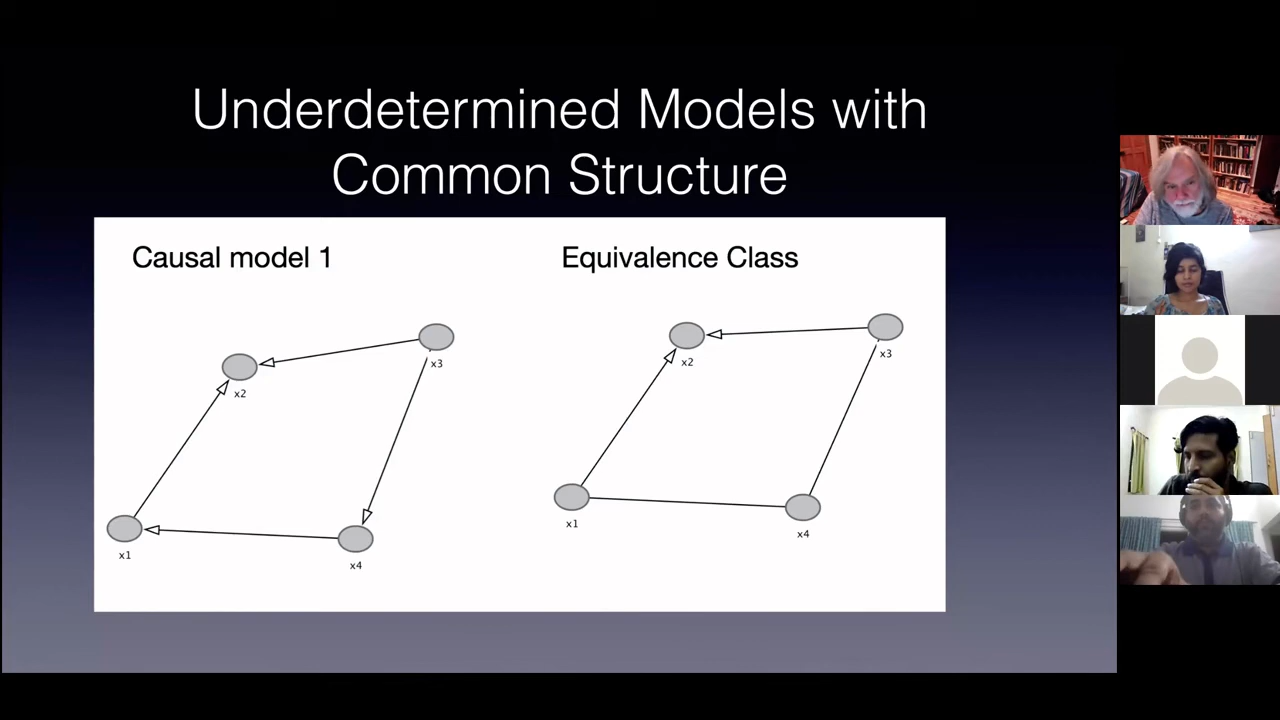 Underdetermined Models with
Common Structure
Causal model 1
x2
x3
x1
x4
Equivalence Class
x2
x3
x1
x4